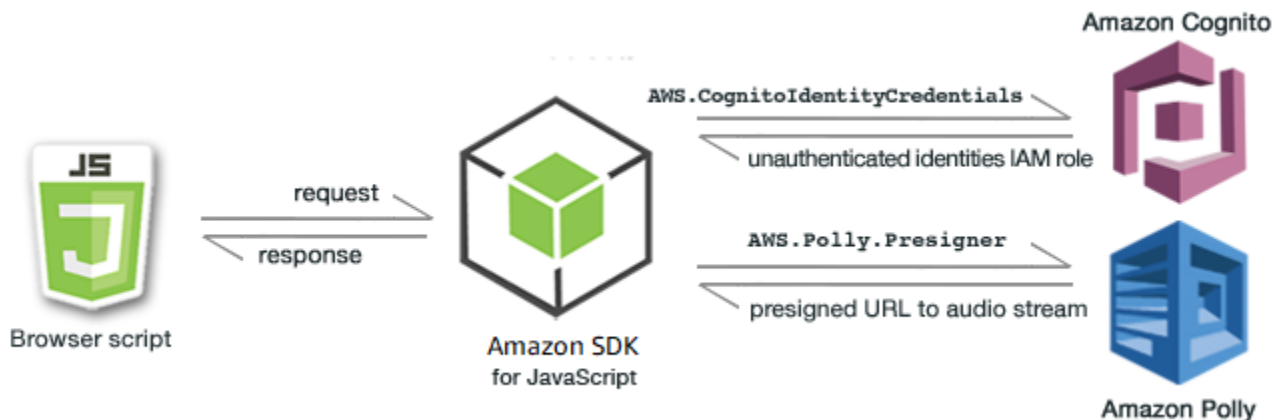 Amazon Cognito
AWS.CognitoIdentityCredentials
unauthenticated identities IAM role
JS
request
response
AWS.Polly.Presigner
presigned URL to audio stream
Browser script
Amazon SDK
for JavaScript
Amazon Polly